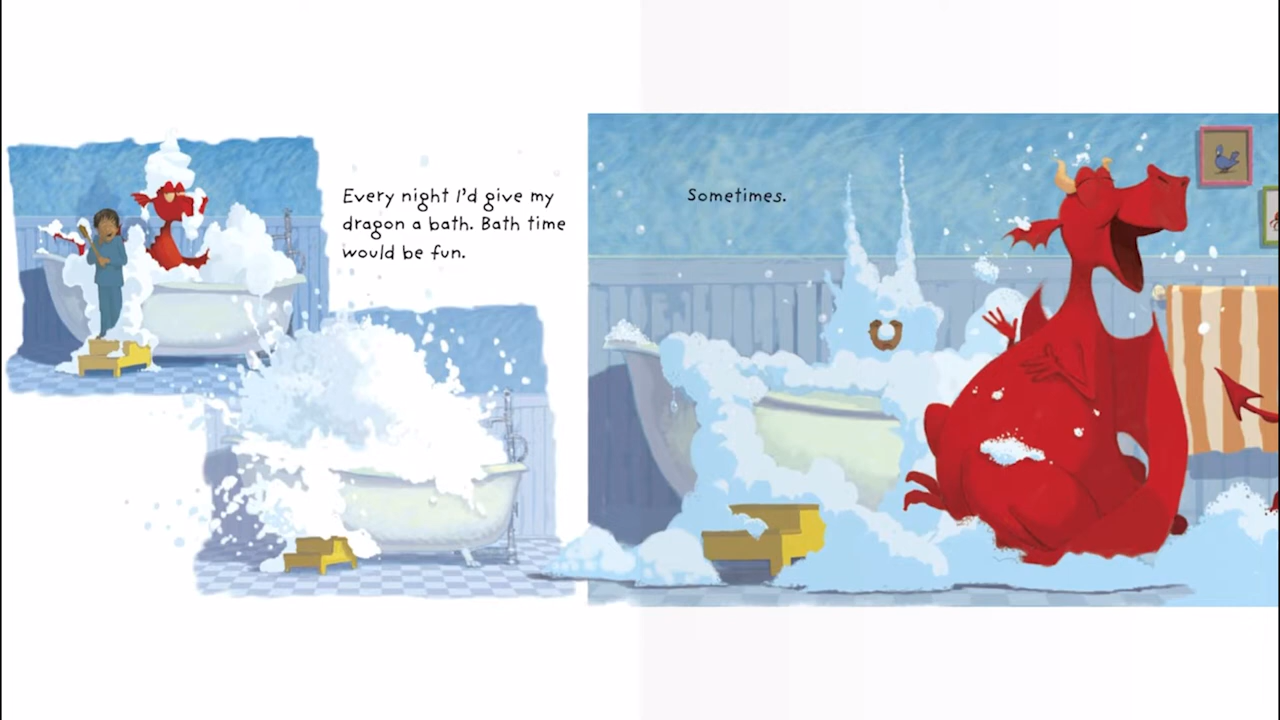 Every night I'd give my
dragon a bath. Bath time
would be fun.
Sometimes.